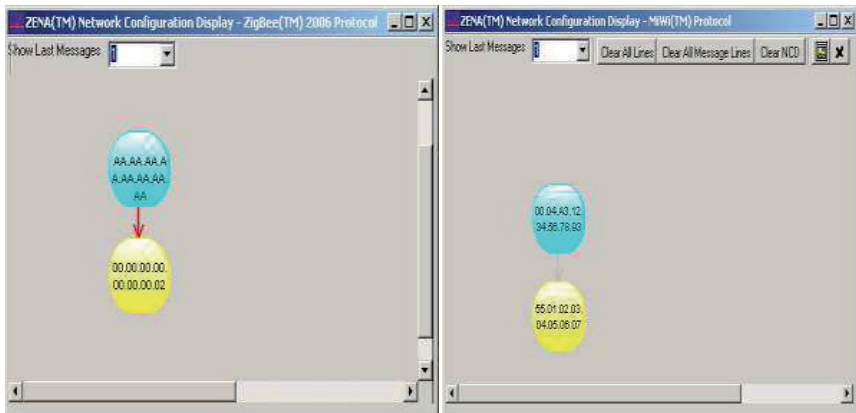 ZENA(TM) Network Configuration Display - ZigBee(TM) 2006 Protocol
Show Last Messages 1
AA.AA.AA.A
A.AA.AA.AA.
AA
00.00.00.00.
00.00.00.02
ZENA(TM) Network Configuration Display - MiWi(TM) Protocol
Show Last Messages 1 Clear All Lines Clear All Message Lines Clear NCD
00.04.A3.12.
34.56.78.93
55.01.02.03.
04.05.06.07